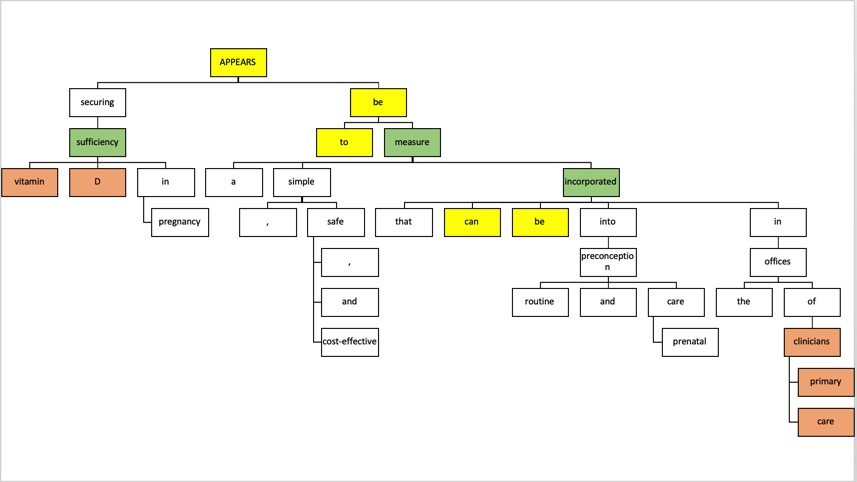 APPEARS
securing be
sufficiency to measure
vitamin D in a simple incorporated
pregnancy , safe that can be into in
, preconceptio
n offices
and routine and care the of
cost-effective prenatal clinicians
primary
care